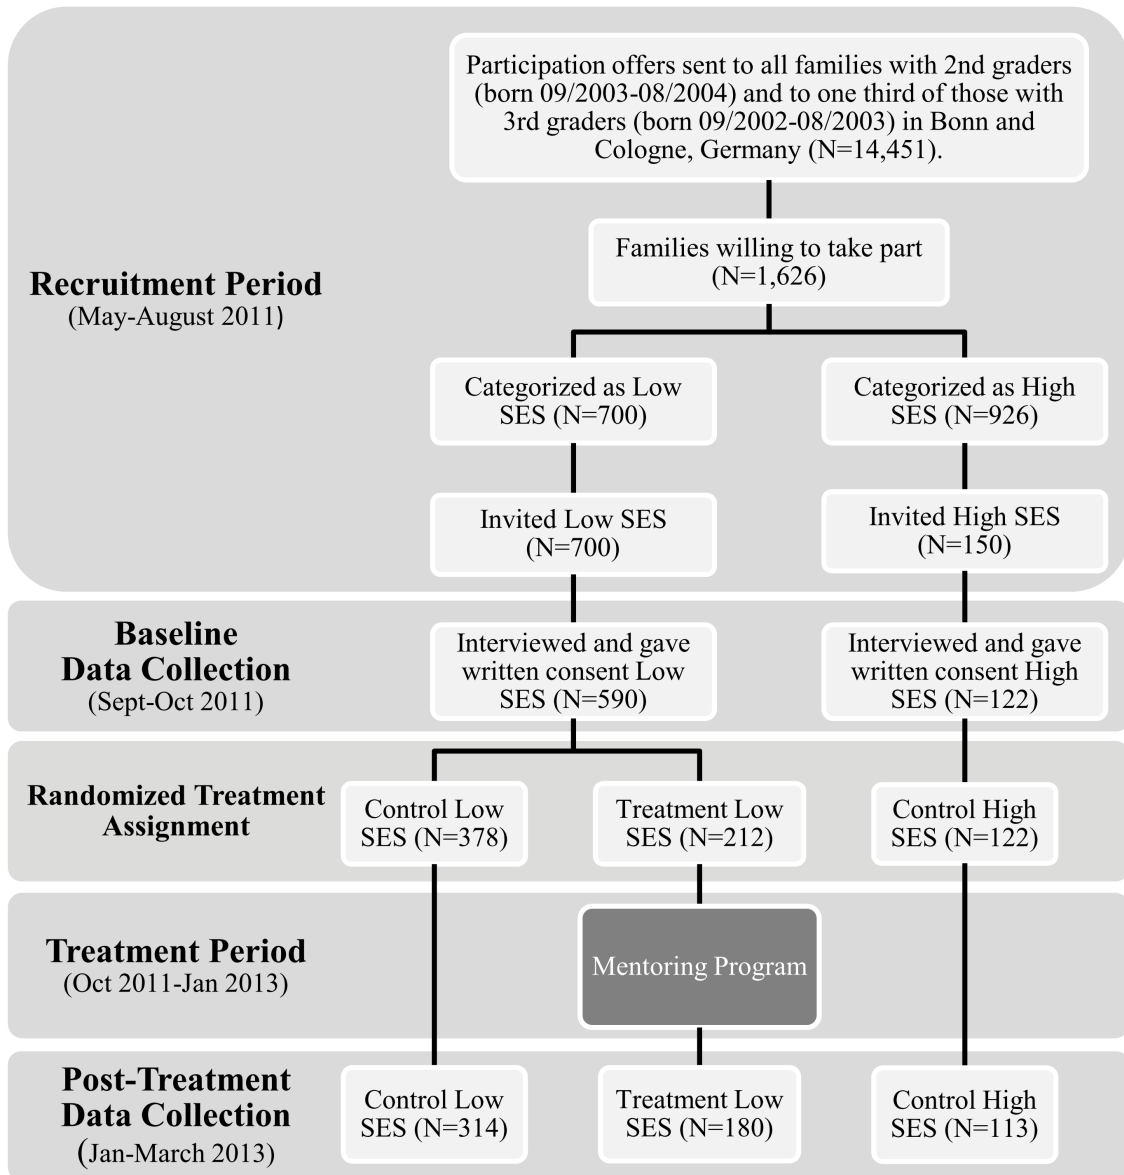 Participation offers sent to all families with 2nd graders
(born 09/2003-08/2004) and to one third of those with
3rd graders (born 09/2002-08/2003) in Bonn and
Cologne, Germany (N=14,451).
Families willing to take part
(N=1,626)
Recruitment Period
(May-August 2011)
Categorized as Low
SES (N=700)
Categorized as High
SES (N=926)
Invited Low SES
(N=700)
Invited High SES
(N=150)
Baseline
Data Collection
(Sept-Oct 2011)
Interviewed and gave
written consent Low
SES (N=590)
Interviewed and gave
written consent High
SES (N=122)
Randomized Treatment
Assignment
Control Low
SES (N=378)
Treatment Low
SES (N=212)
Control High
SES (N=122)
Treatment Period
(Oct 2011-Jan 2013)
Mentoring Program
Post-Treatment
Data Collection
(Jan-March 2013)
Control Low
SES (N=314)
Treatment Low
SES (N=180)
Control High
SES (N=113)